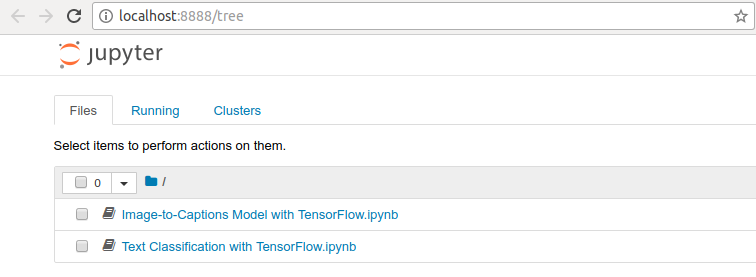 localhost:8888/tree
jupyter
Files Running Clusters
Select items to perform actions on them.
0 /
Image-to-Captions Model with TensorFlow.ipynb
Text Classification with TensorFlow.ipynb